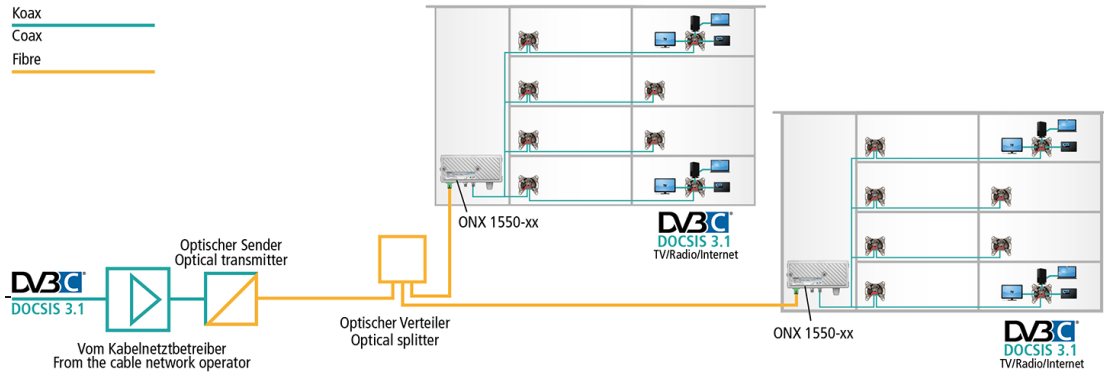 Koax
Coax
Fibre
ONX 1550-xx
DVB C
DOCSIS 3.1
TV/Radio/Internet
Optischer Sender
Optical transmitter
DVB C
DOCSIS 3.1
Vom Kabelnetztbetreiber
From the cable network operator
Optischer Verteiler
Optical splitter
ONX 1550-xx
DVB C
DOCSIS 3.1
TV/Radio/Internet